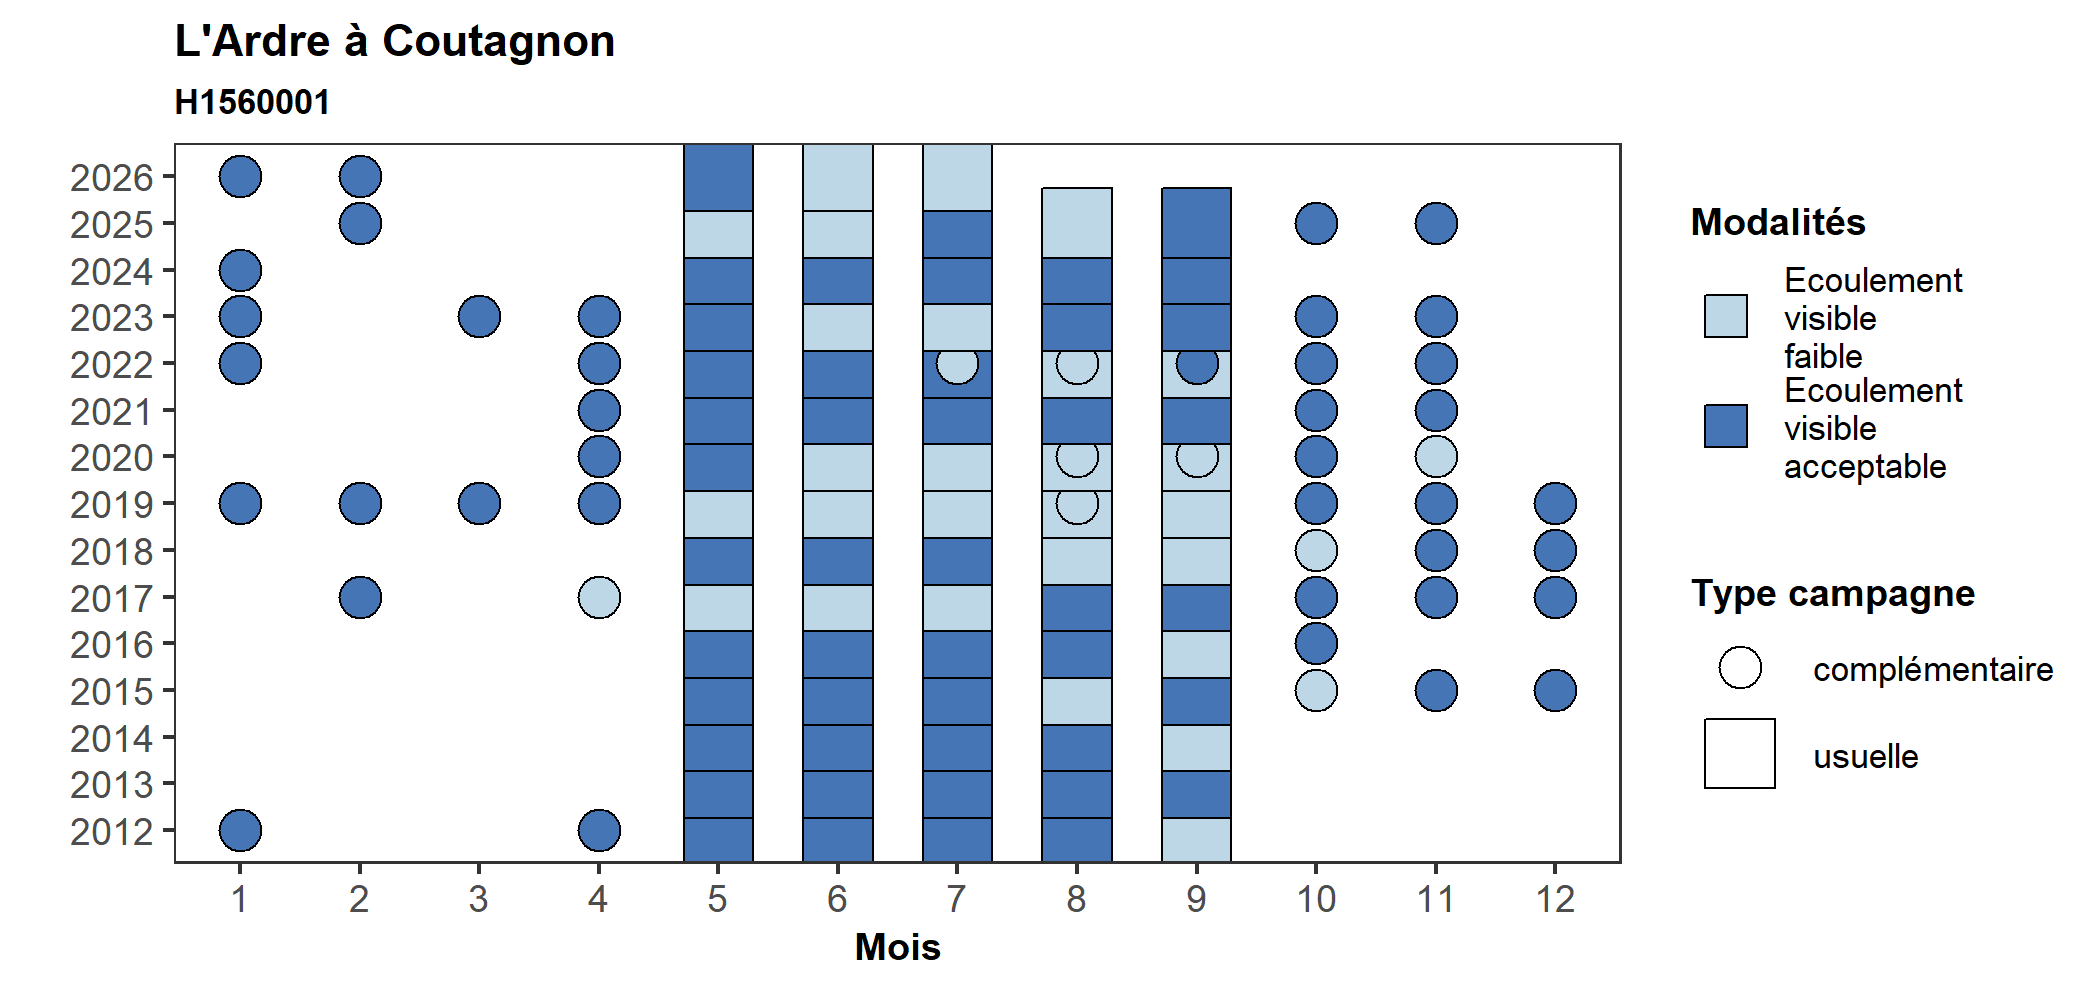 L'Ardre à Coutagnon
H1560001
2026
2025
2024
2023
2022
2021
2020
2019
2018
2017
2016
2015
2014
2013
2012
1 2 3 4 5 6 7 8 9 10 11 12
Mois
Modalités
Ecoulement
visible
faible
Ecoulement
visible
acceptable
Type campagne
complémentaire
usuelle